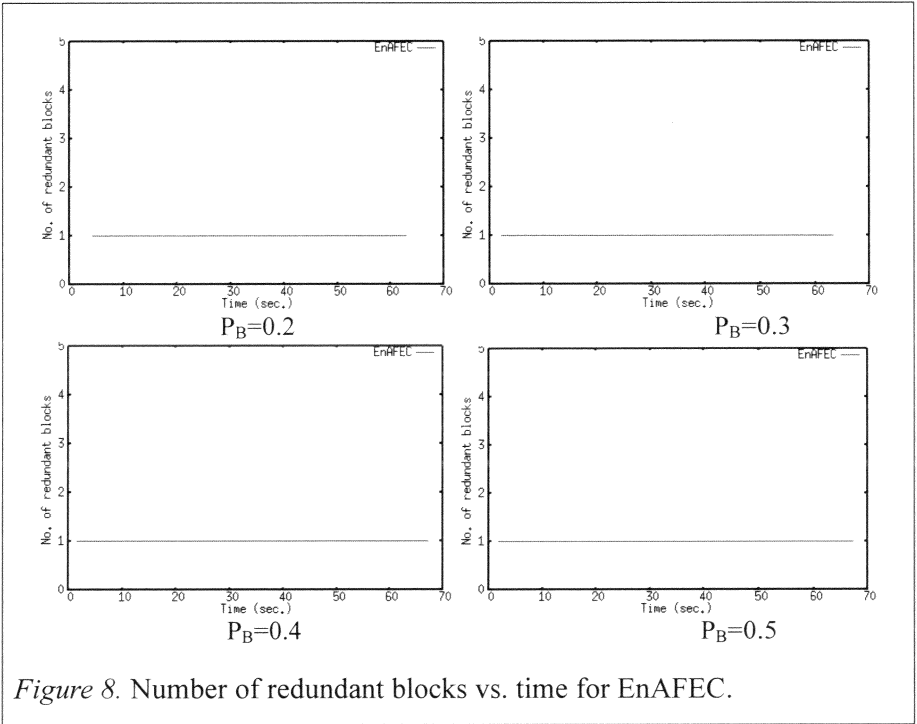 5
EnAFEC
4
3
2
1
0
No. of redundant blocks
0 10 20 30 40 50 60 70
Time (sec.)
P_B=0.2
5
EnAFEC
4
3
2
1
0
No. of redundant blocks
0 10 20 30 40 50 60 70
Time (sec.)
P_B=0.3
5
EnAFEC
4
3
2
1
0
No. of redundant blocks
0 10 20 30 40 50 60 70
Time (sec.)
P_B=0.4
5
EnAFEC
4
3
2
1
0
No. of redundant blocks
0 10 20 30 40 50 60 70
Time (sec.)
P_B=0.5
Figure 8. Number of redundant blocks vs. time for EnAFEC.